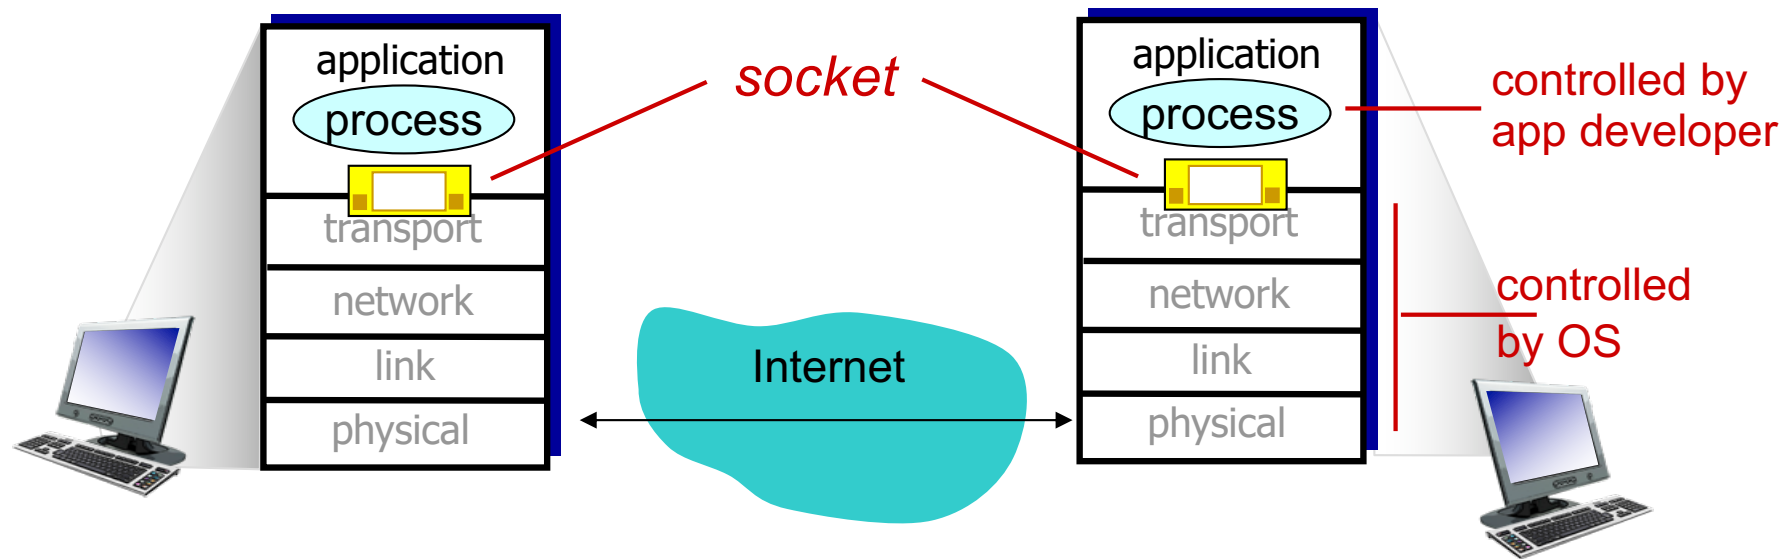 application
process
transport
network
link
physical
socket
Internet
application
process
transport
network
link
physical
controlled by
app developer
controlled
by OS